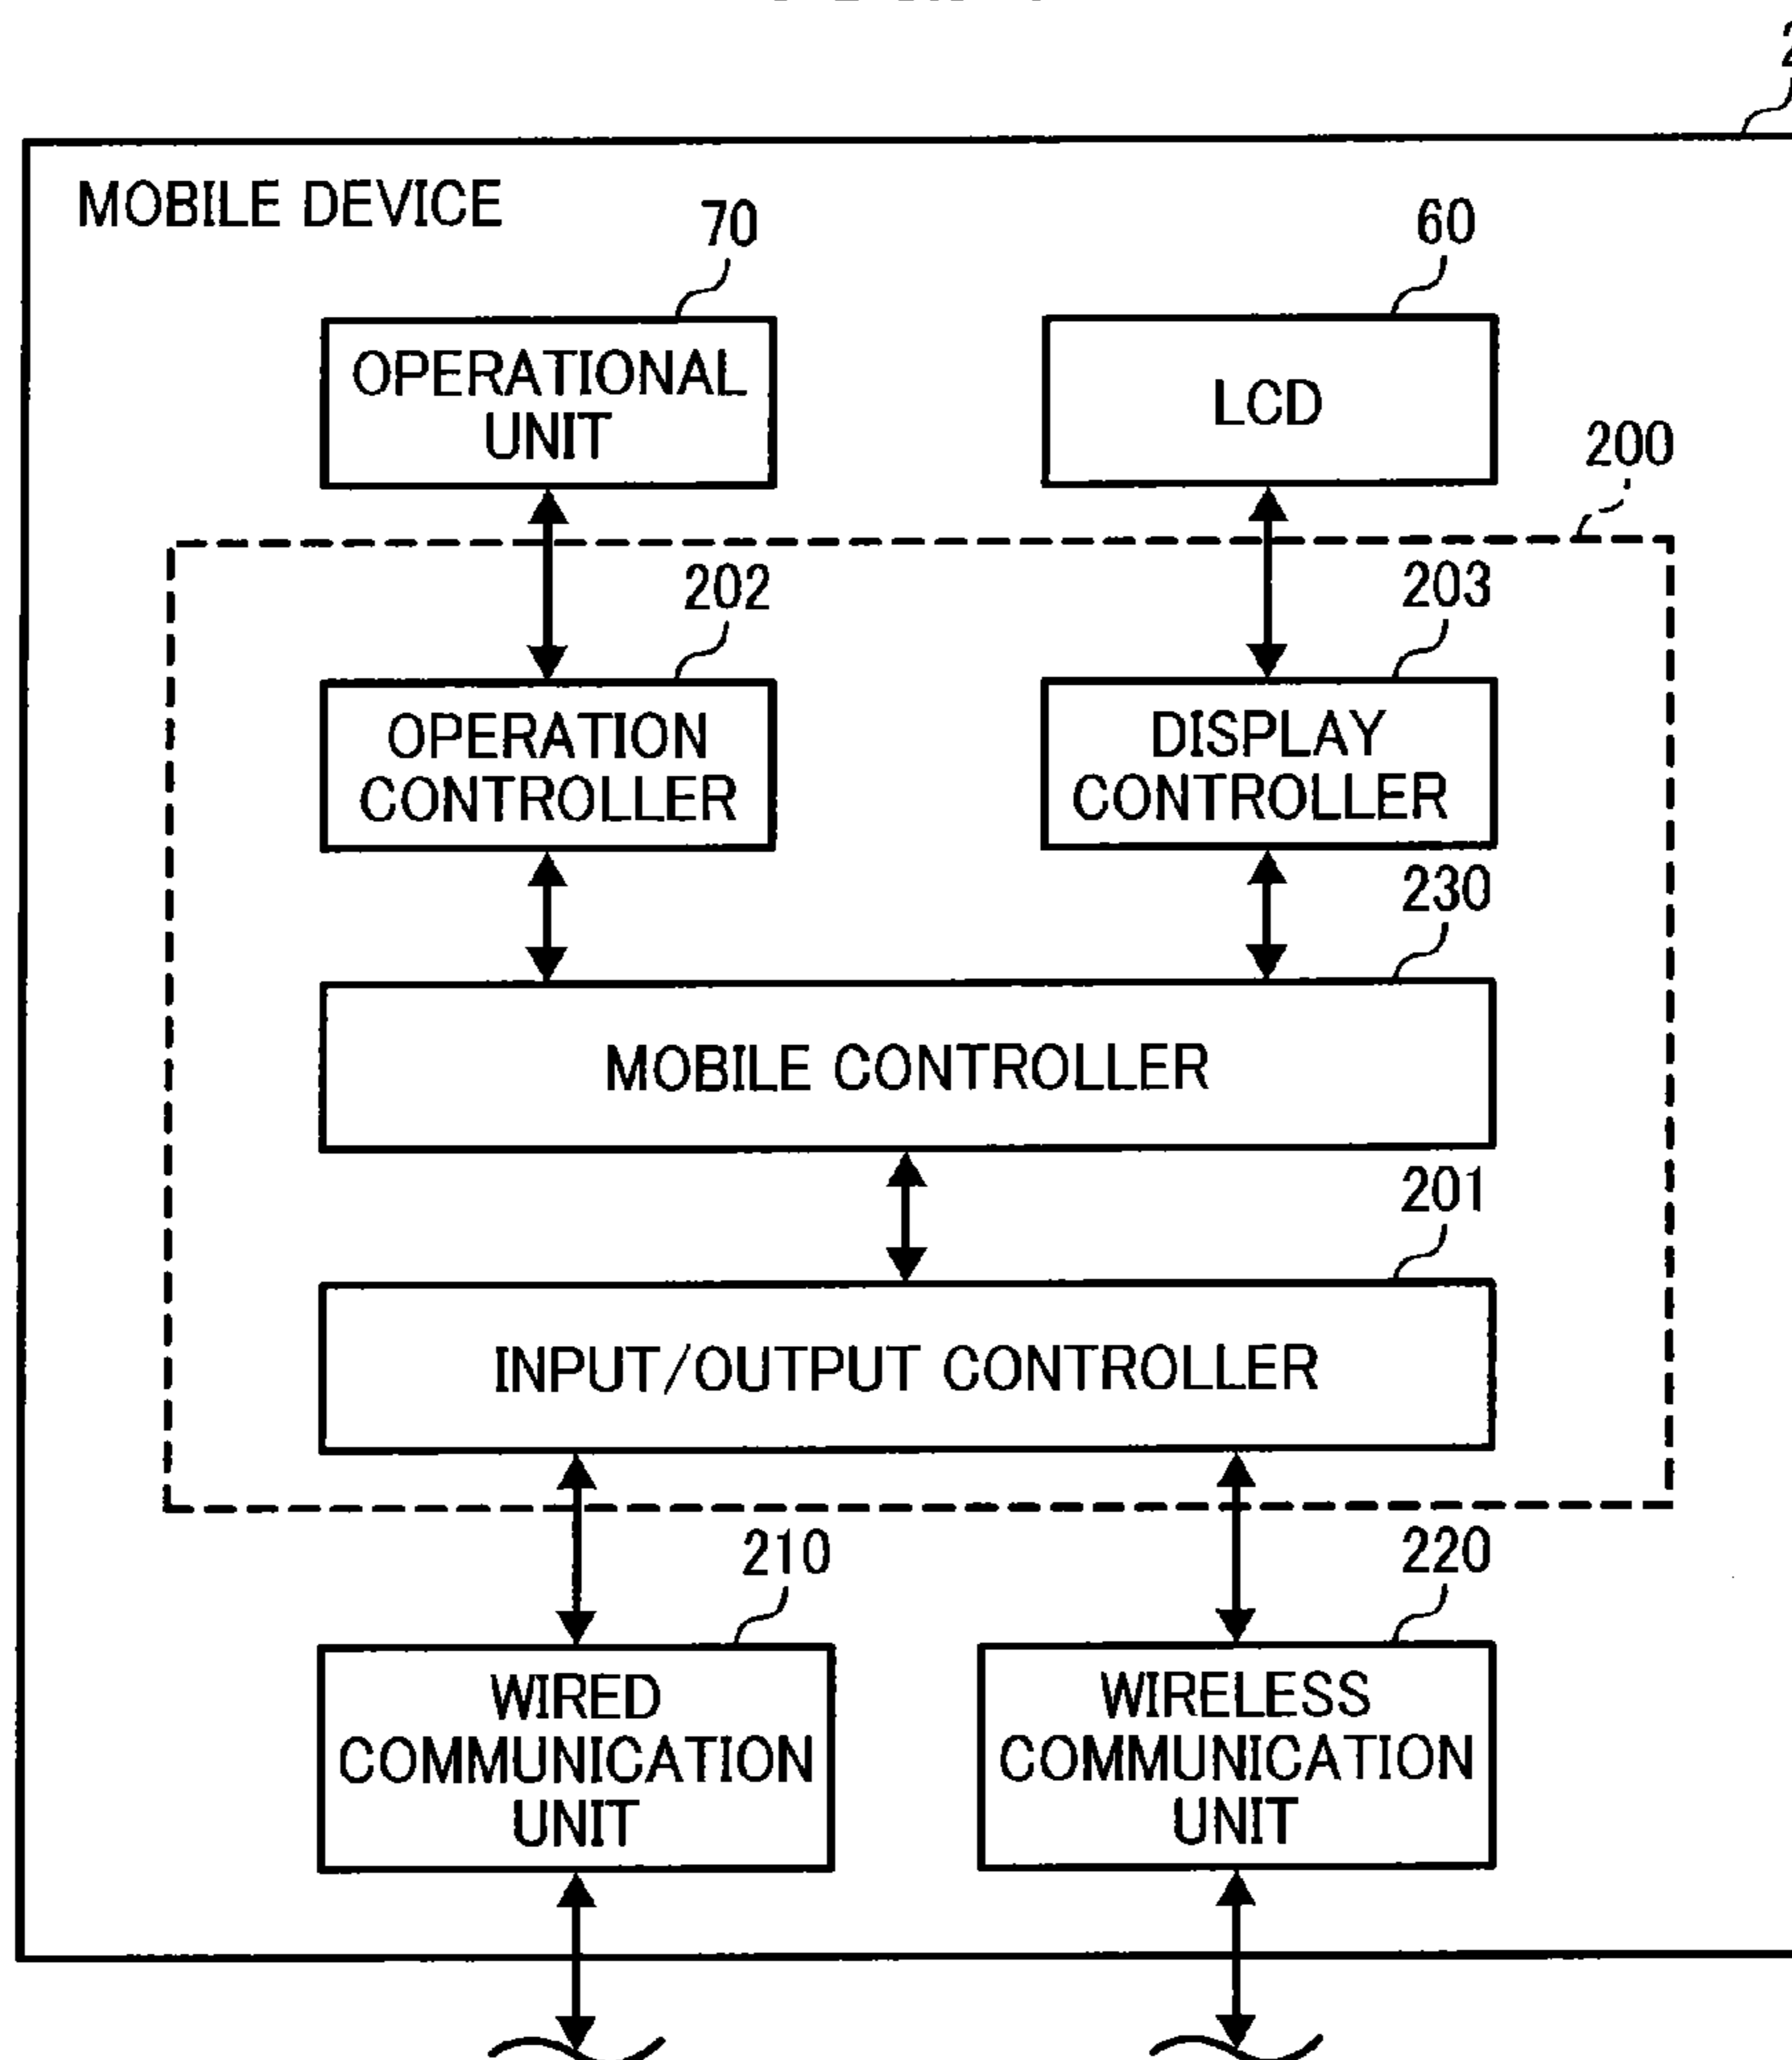 MOBILE DEVICE
70
60
OPERATIONAL
UNIT
LCD
200
202
203
OPERATION
CONTROLLER
DISPLAY
CONTROLLER
230
MOBILE CONTROLLER
201
INPUT/OUTPUT CONTROLLER
210
220
WIRED
COMMUNICATION
UNIT
WIRELESS
COMMUNICATION
UNIT